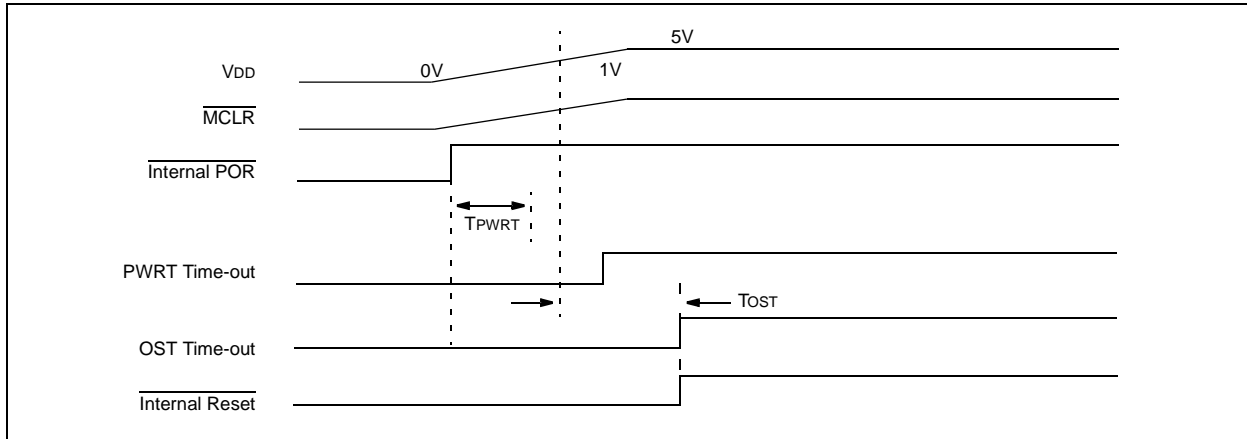 5V
VDD 0V 1V
MCLR
Internal POR
TPWRT
PWRT Time-out
TOST
OST Time-out
Internal Reset